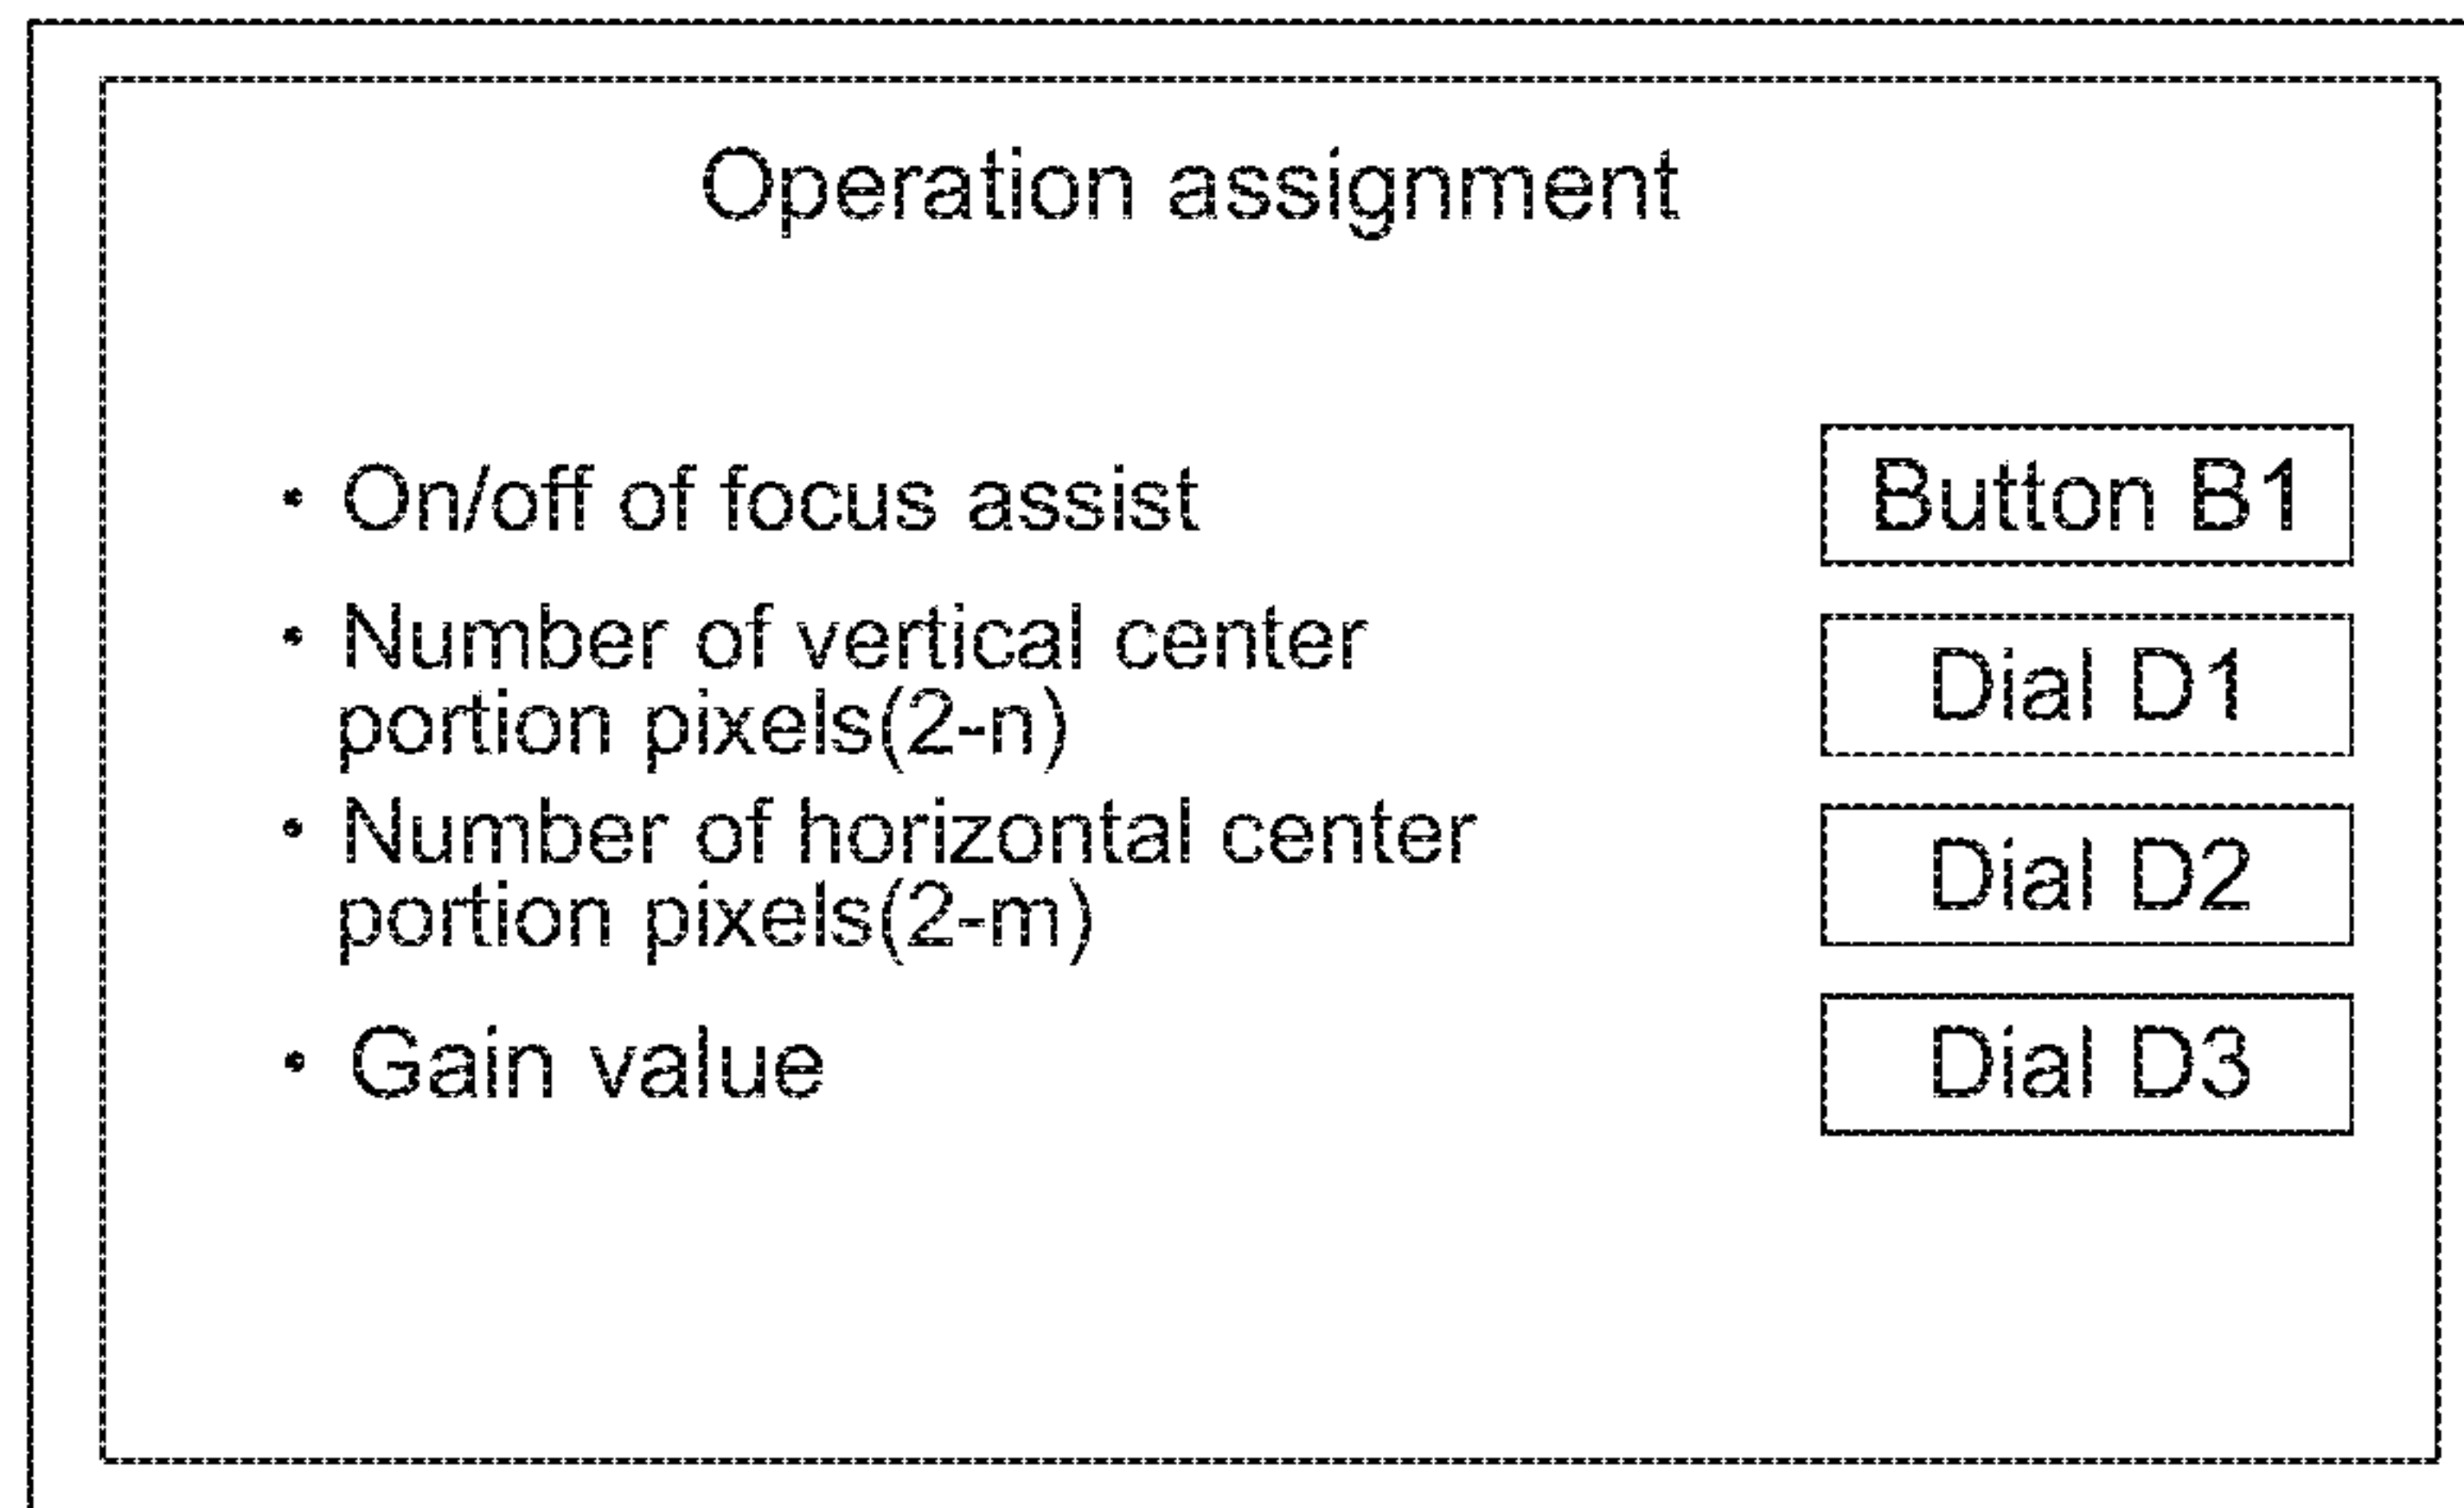 Operation assignment
・On/off of focus assist
Button B1
・Number of vertical center
portion pixels(2-n)
Dial D1
・Number of horizontal center
portion pixels(2-m)
Dial D2
・Gain value
Dial D3